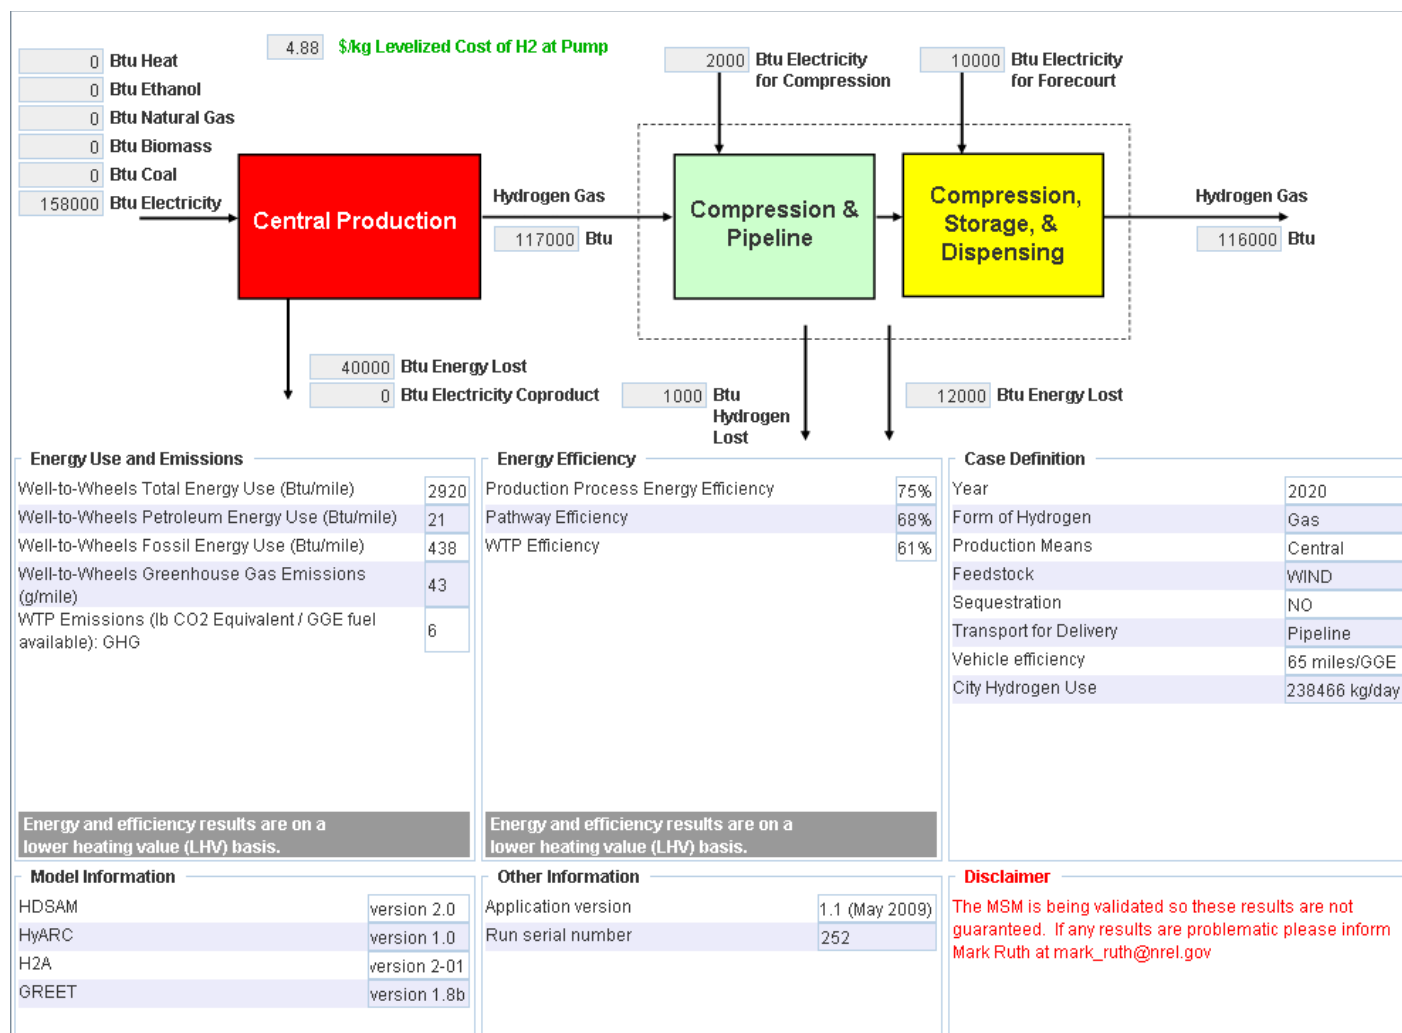 4.88 $/kg Levelized Cost of H2 at Pump
0 Btu Heat
0 Btu Ethanol
0 Btu Natural Gas
0 Btu Biomass
0 Btu Coal
158000 Btu Electricity
2000 Btu Electricity
for Compression
10000 Btu Electricity
for Forecourt
Central Production
Hydrogen Gas
117000 Btu
Compression &
Pipeline
Compression,
Storage, &
Dispensing
Hydrogen Gas
116000 Btu
40000 Btu Energy Lost
0 Btu Electricity Coproduct
1000 Btu
Hydrogen
Lost
12000 Btu Energy Lost
Energy Use and Emissions
Well-to-Wheels Total Energy Use (Btu/mile) 2920
Well-to-Wheels Petroleum Energy Use (Btu/mile) 21
Well-to-Wheels Fossil Energy Use (Btu/mile) 438
Well-to-Wheels Greenhouse Gas Emissions
(g/mile) 43
WTP Emissions (lb CO2 Equivalent / GGE fuel
available): GHG 6
Energy and efficiency results are on a
lower heating value (LHV) basis.
Energy Efficiency
Production Process Energy Efficiency 75%
Pathway Efficiency 68%
WTP Efficiency 61%
Energy and efficiency results are on a
lower heating value (LHV) basis.
Case Definition
Year 2020
Form of Hydrogen Gas
Production Means Central
Feedstock WIND
Sequestration NO
Transport for Delivery Pipeline
Vehicle efficiency 65 miles/GGE
City Hydrogen Use 238466 kg/day
Model Information
HDSAM version 2.0
HyARC version 1.0
H2A version 2-01
GREET version 1.8b
Other Information
Application version 1.1 (May 2009)
Run serial number 252
Disclaimer
The MSM is being validated so these results are not
guaranteed. If any results are problematic please inform
Mark Ruth at mark_ruth@nrel.gov